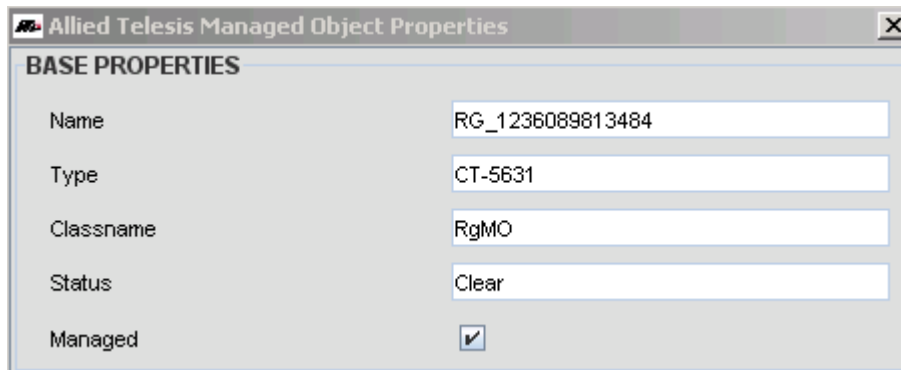 Allied Telesis Managed Object Properties
BASE PROPERTIES
Name RG_1236089813484
Type CT-5631
Classname RgMO
Status Clear
Managed